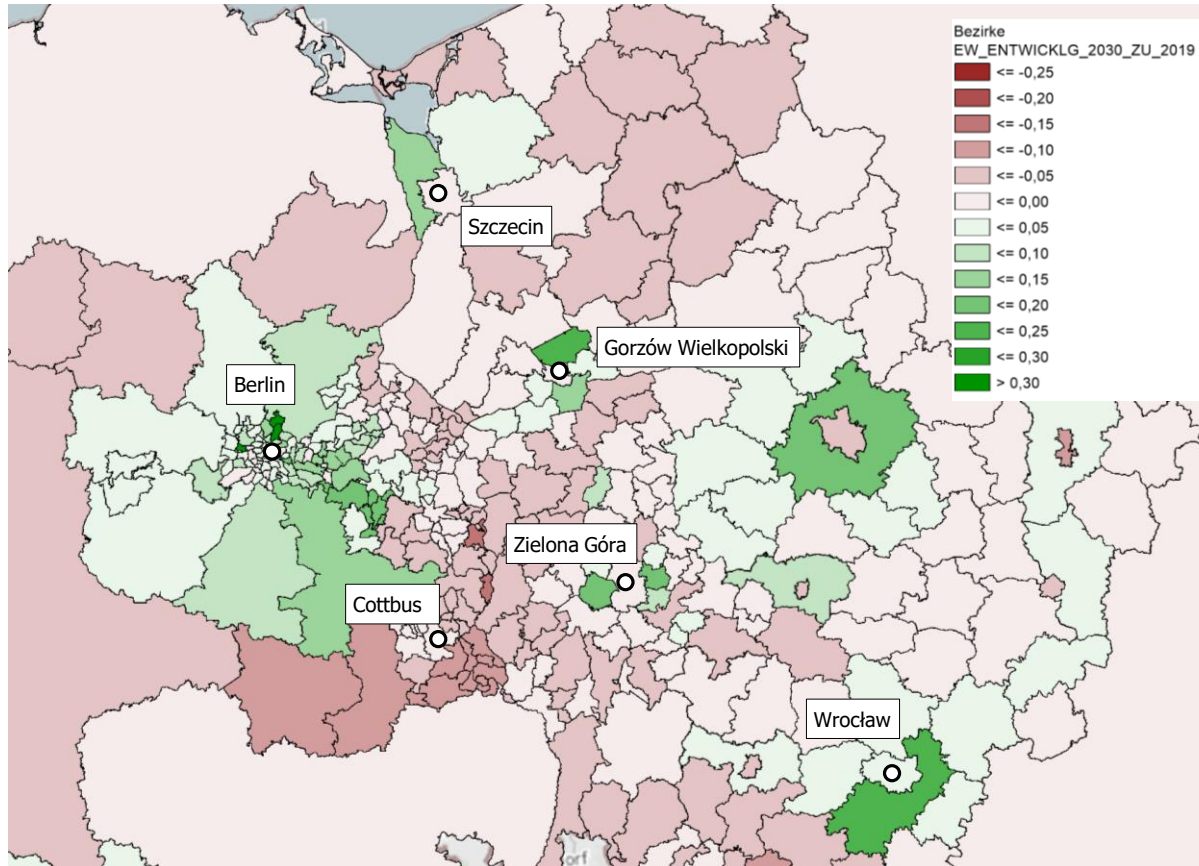 Bezirke
EW_ENTWICKLG_2030_ZU_2019
<= -0,25
<= -0,20
<= -0,15
<= -0,10
<= -0,05
<= 0,00
<= 0,05
<= 0,10
<= 0,15
<= 0,20
<= 0,25
<= 0,30
> 0,30
Szczecin
Gorzów Wielkopolski
Berlin
Zielona Góra
Cottbus
Wrocław
orf